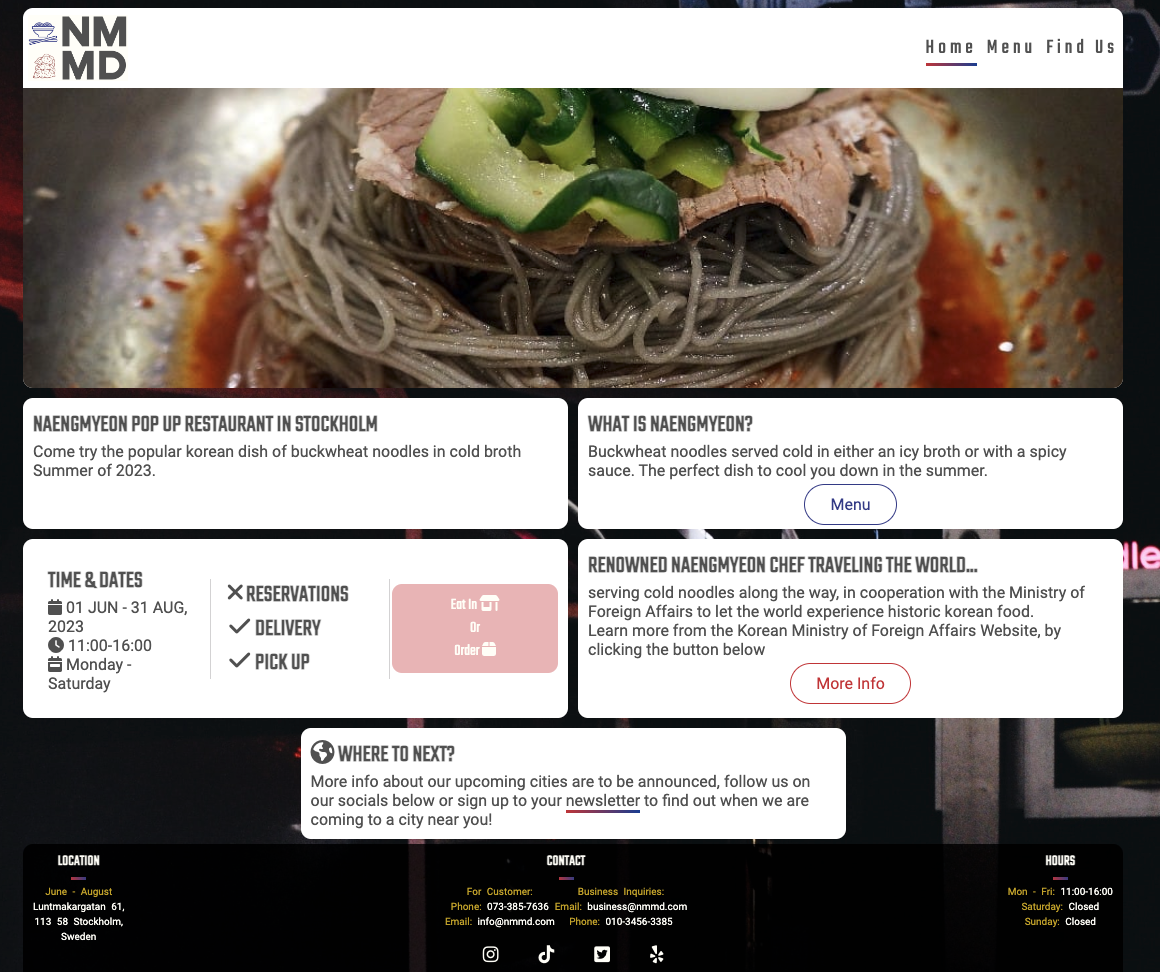 NM
MD
Home Menu Find Us
NAENGMYEON POP UP RESTAURANT IN STOCKHOLM
Come try the popular korean dish of buckwheat noodles in cold broth
Summer of 2023.
WHAT IS NAENGMYEON?
Buckwheat noodles served cold in either an icy broth or with a spicy
sauce. The perfect dish to cool you down in the summer.
Menu
TIME & DATES
01 JUN - 31 AUG,
2023
11:00-16:00
Monday -
Saturday
RESERVATIONS
DELIVERY
PICK UP
Eat In
Or
Order
RENOWNED NAENGMYEON CHEF TRAVELING THE WORLD...
serving cold noodles along the way, in cooperation with the Ministry of
Foreign Affairs to let the world experience historic korean food.
Learn more from the Korean Ministry of Foreign Affairs Website, by
clicking the button below
More Info
WHERE TO NEXT?
More info about our upcoming cities are to be announced, follow us on
our socials below or sign up to your newsletter to find out when we are
coming to a city near you!
LOCATION
June - August
Luntmakargatan 61,
113 58 Stockholm,
Sweden
CONTACT
For Customer:
Phone: 073-385-7636
Email: info@nmmd.com
Business Inquiries:
Email: business@nmmd.com
Phone: 010-3456-3385
HOURS
Mon - Fri: 11:00-16:00
Saturday: Closed
Sunday: Closed